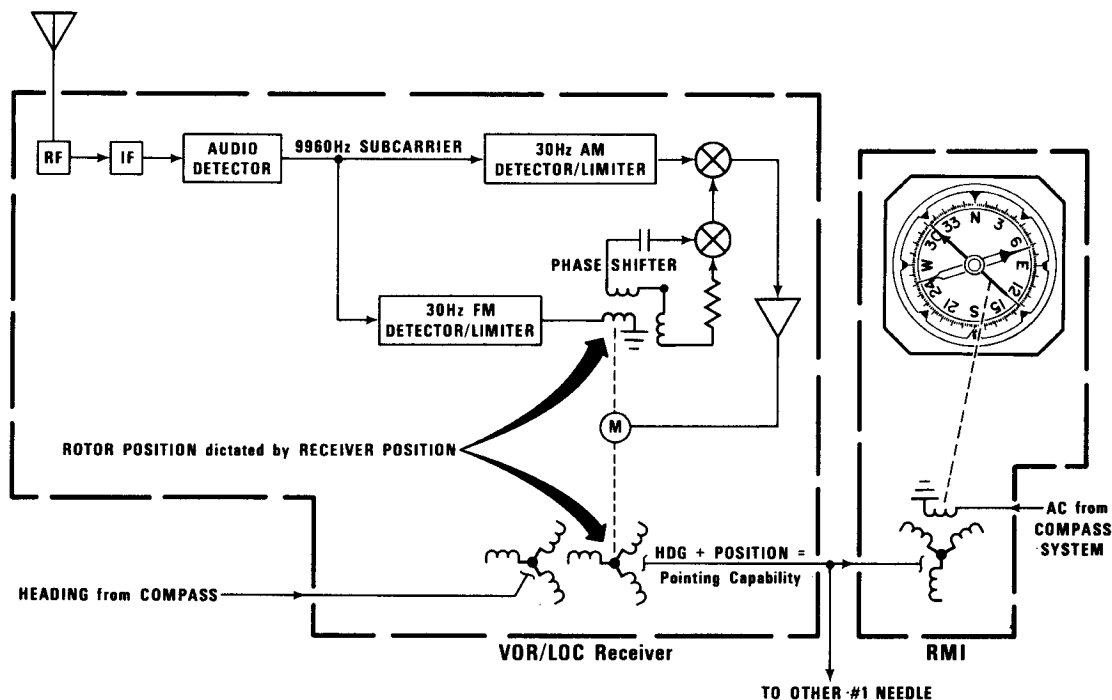 RF
IF
AUDIO
DETECTOR
9960Hz SUBCARRIER
30Hz AM
DETECTOR/LIMITER
PHASE SHIFTER
30Hz FM
DETECTOR/LIMITER
M
ROTOR POSITION dictated by RECEIVER POSITION
HEADING from COMPASS
HDG + POSITION =
Pointing Capability
VOR/LOC Receiver
N
3
6
E
12
15
S
21
24
W
30
33
AC from
COMPASS
SYSTEM
RMI
TO OTHER #1 NEEDLE